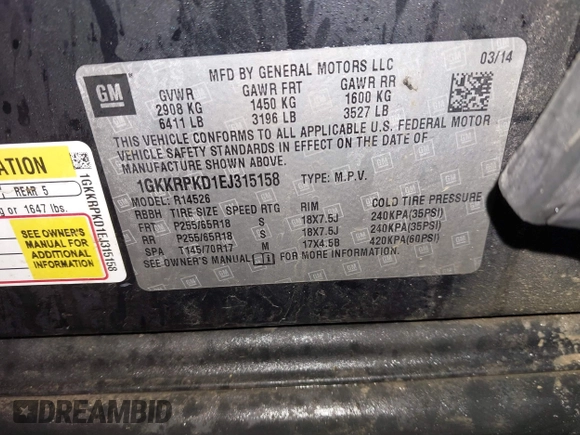 MFD BY GENERAL MOTORS LLC 03/14
GM
GVWR GAWR FRT GAWR RR
2908 KG 1450 KG 1600 KG
6411 LB 3196 LB 3527 LB
THIS VEHICLE CONFORMS TO ALL APPLICABLE U.S. FEDERAL MOTOR
VEHICLE SAFETY STANDARDS IN EFFECT ON THE DATE OF
MANUFACTURE SHOWN ABOVE.
1GKKRPKD1EJ315158 TYPE: M.P.V.
MODEL: R14526
RBBH TIRE SIZE SPEED RTG RIM COLD TIRE PRESSURE
FRT P255/65R18 S 18X7.5J 240KPA(35PSI)
RR P255/65R18 S 18X7.5J 240KPA(35PSI)
SPA T145/70R17 M 17X4.5B 420KPA(60PSI)
SEE OWNER'S MANUAL FOR MORE INFORMATION.
ATION
REAR 5
g or 1647 lbs.
SEE OWNER'S
MANUAL FOR
ADDITIONAL
INFORMATION
1GKKRPKD1EJ315158
DREAMBID